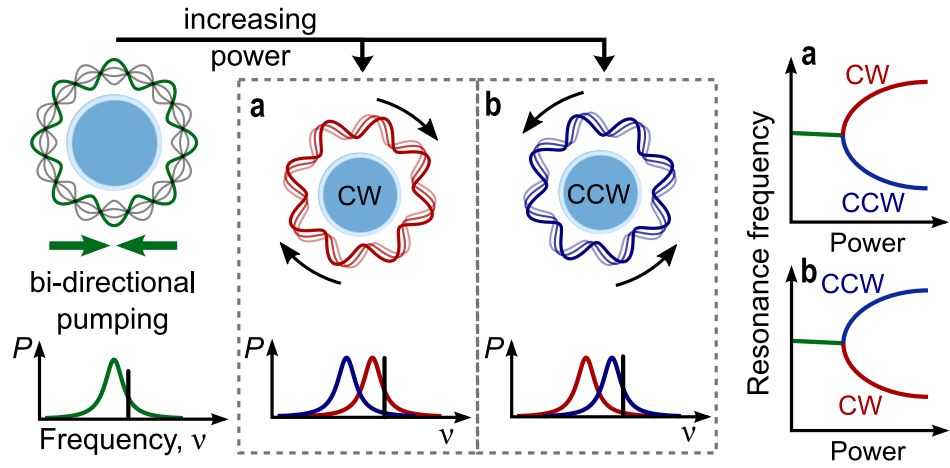 increasing
power
bi-directional
pumping
P
Frequency, ν
a
CW
P
ν
b
CCW
P
ν
Resonance frequency
a
CW
CCW
Power
b
CCW
CW
Power